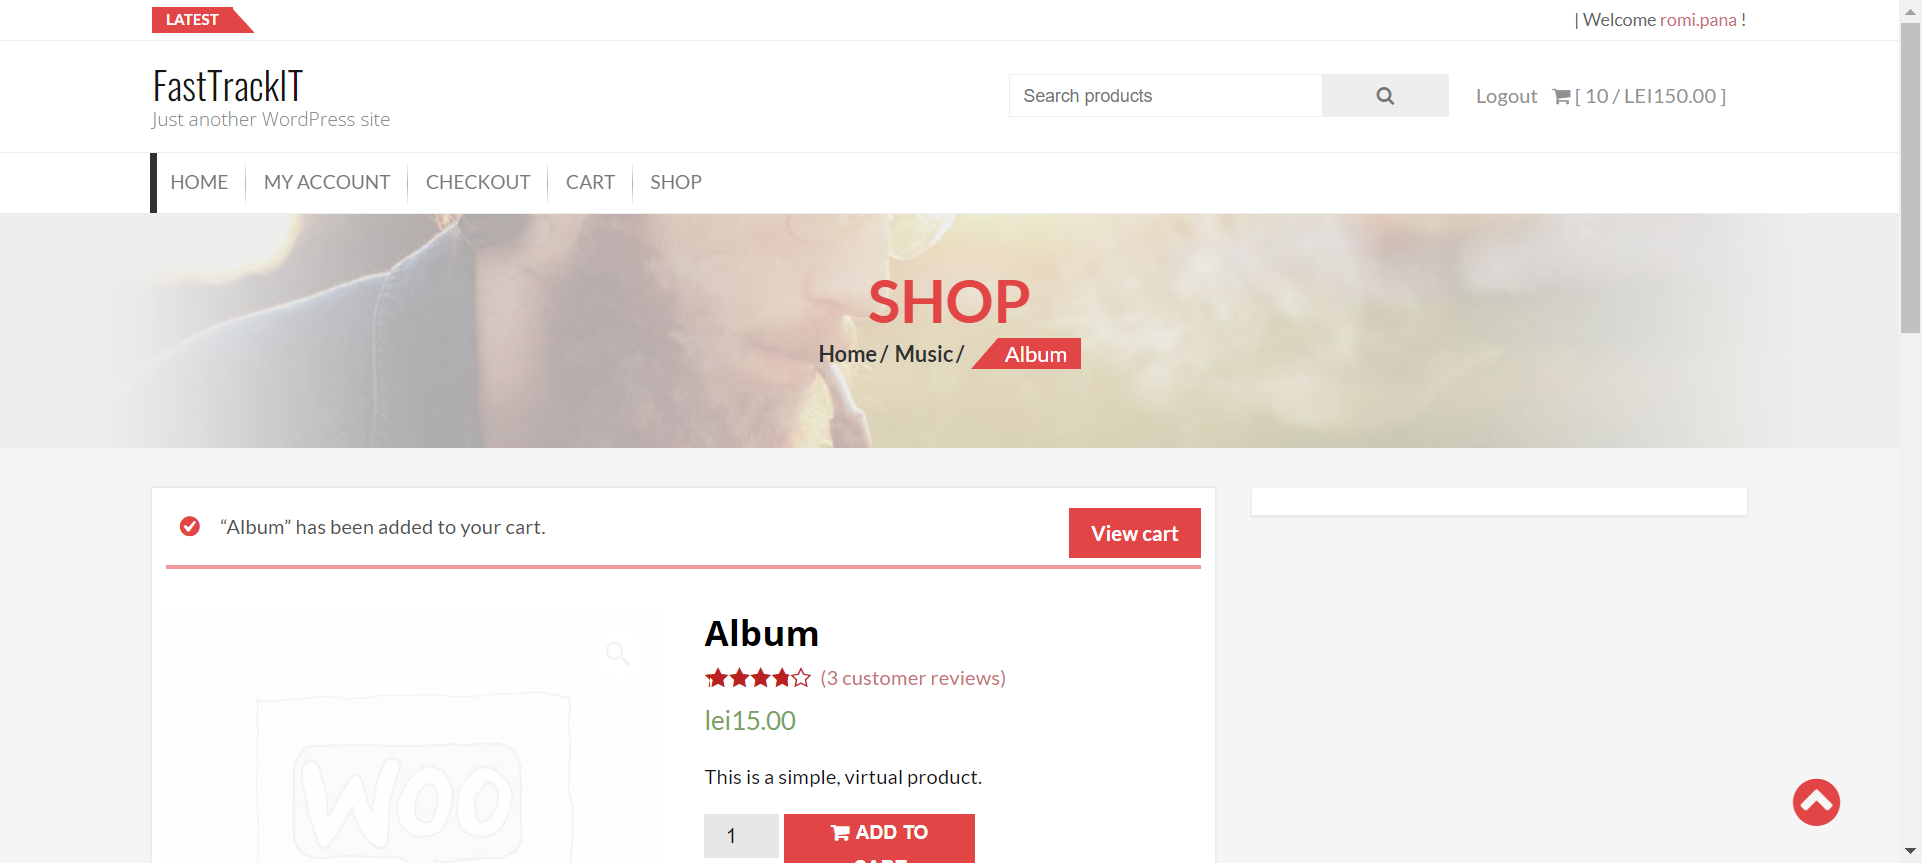 LATEST
| Welcome romi.pana !
FastTrackIT
Just another WordPress site
Search products
Logout [ 10 / LEI150.00 ]
HOME MY ACCOUNT CHECKOUT CART SHOP
SHOP
Home / Music / Album
“Album” has been added to your cart.
View cart
Album
(3 customer reviews)
lei15.00
This is a simple, virtual product.
WOO
1
ADD TO
CART